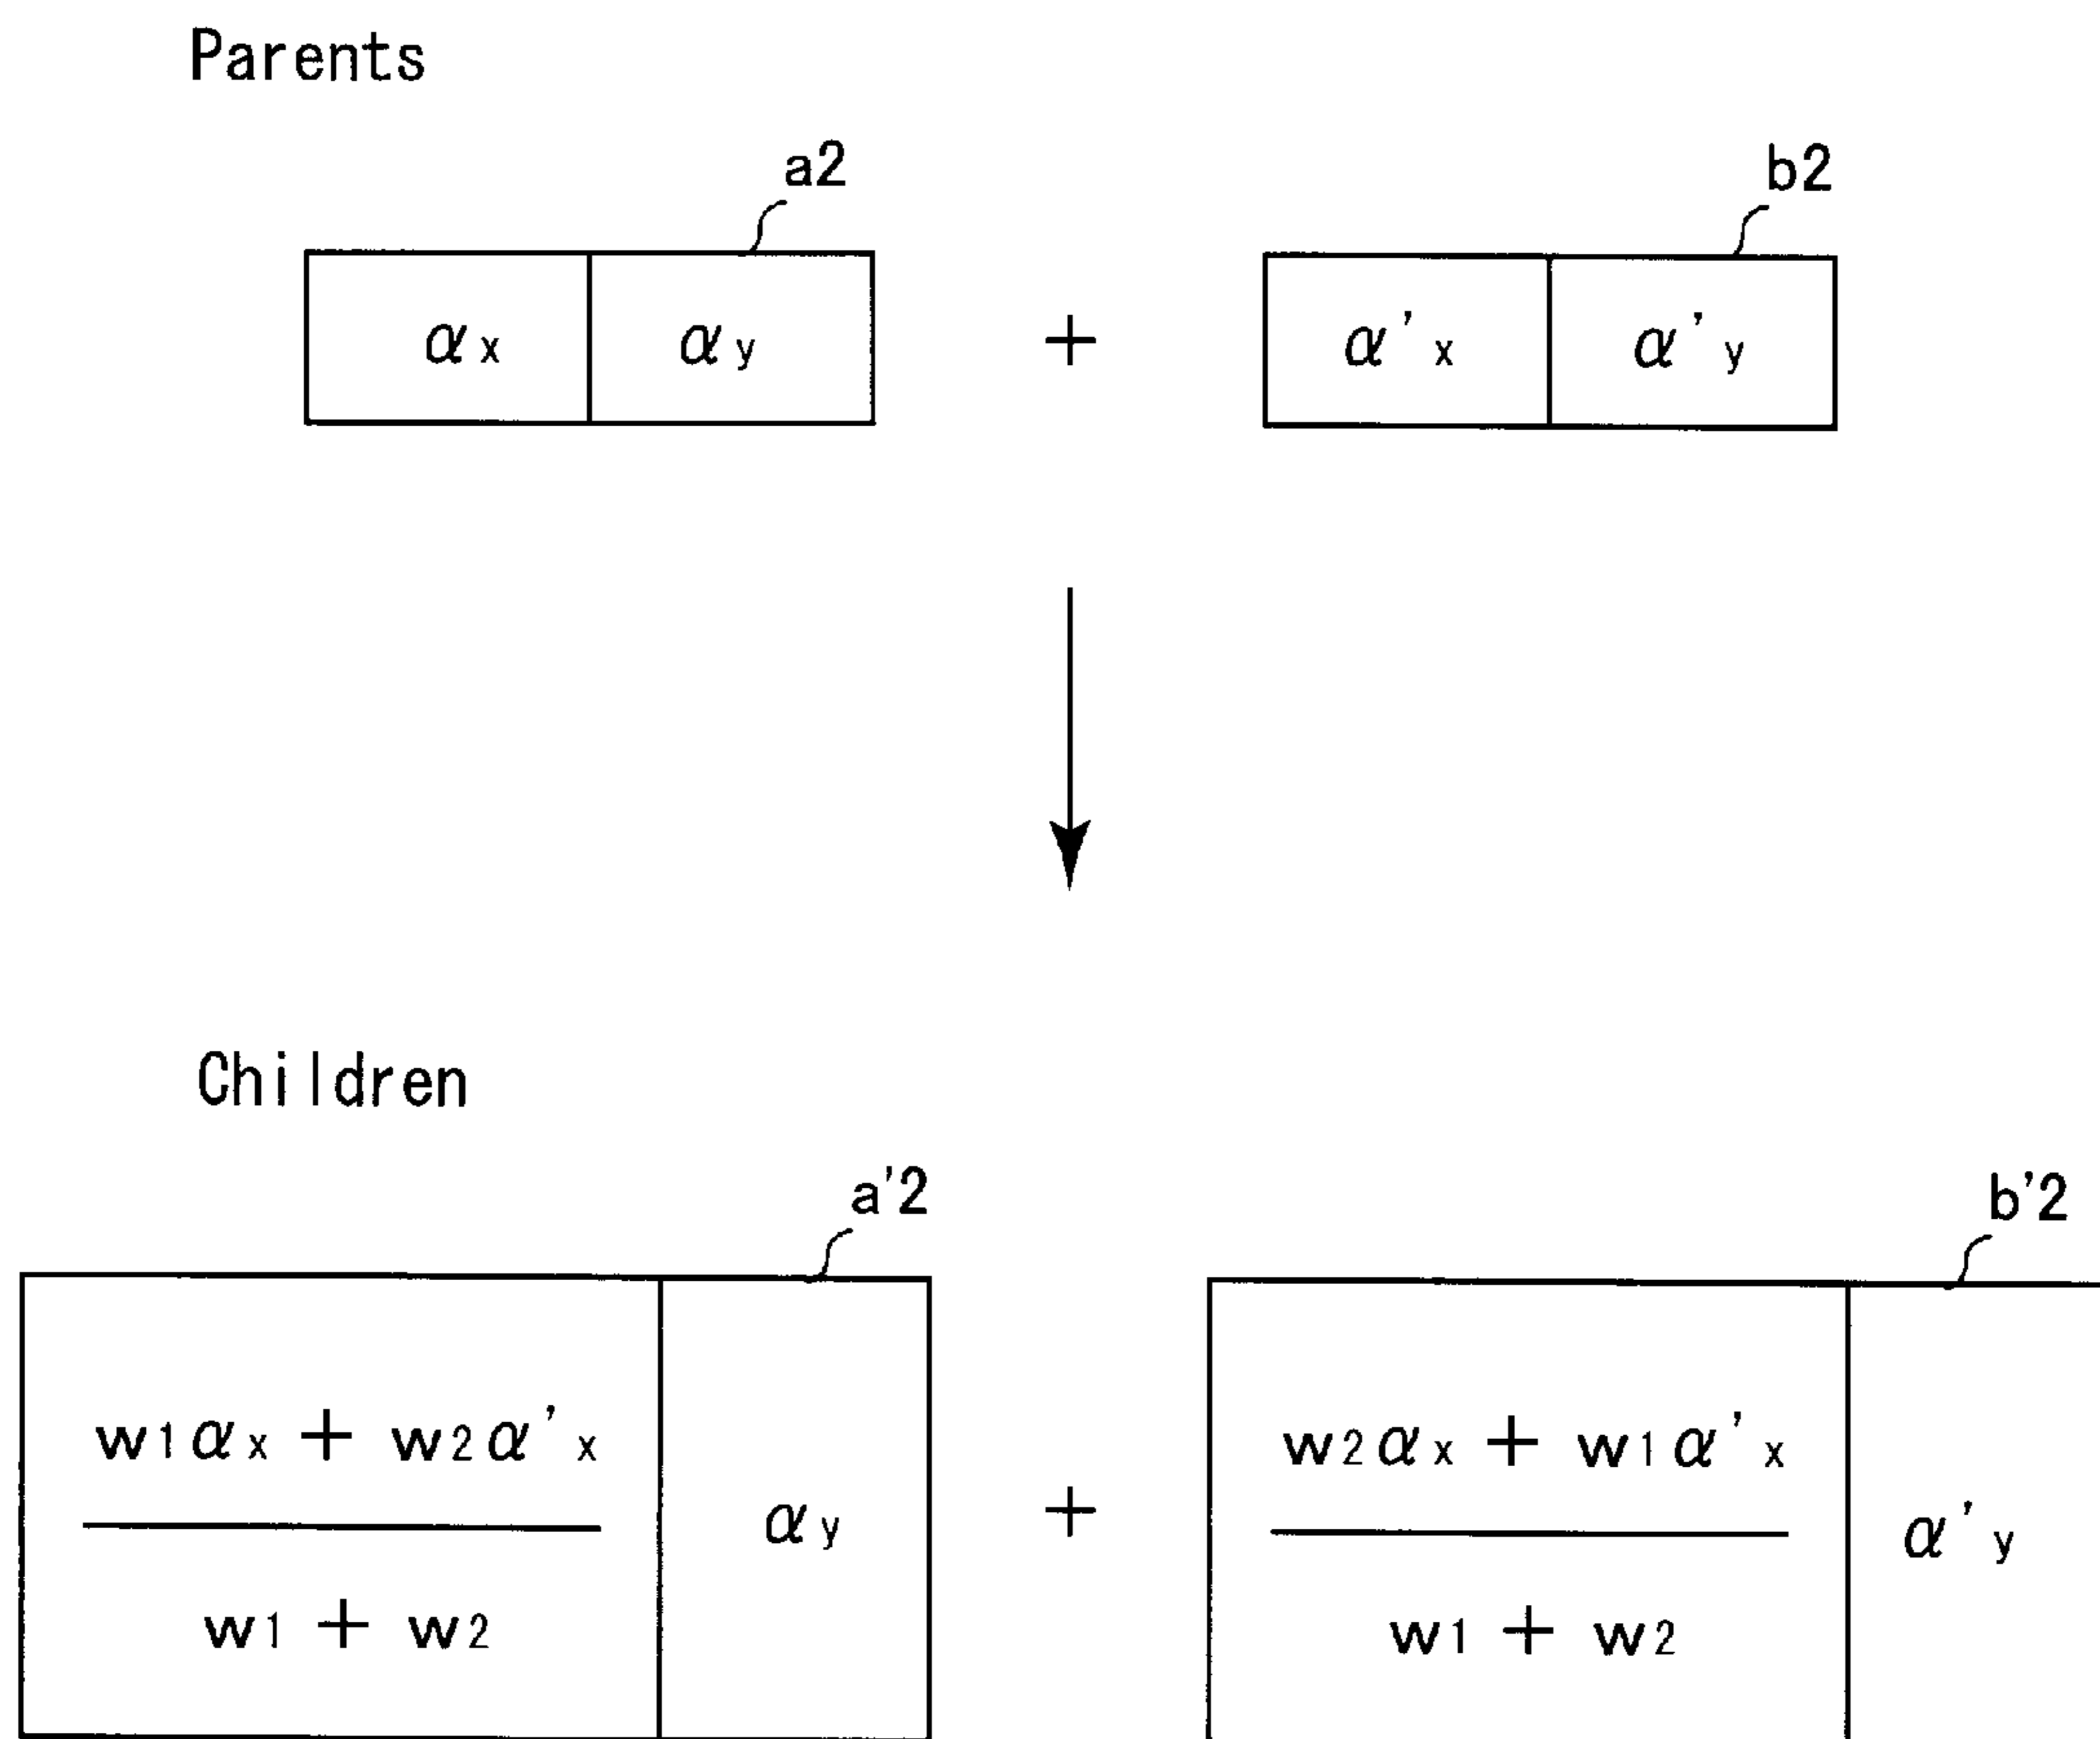 Parents
a2 b2
αx αy + α'x α'y
Children
a'2 b'2
w1αx + w2α'x w2αx + w1α'x
αy + α'y
w1 + w2 w1 + w2